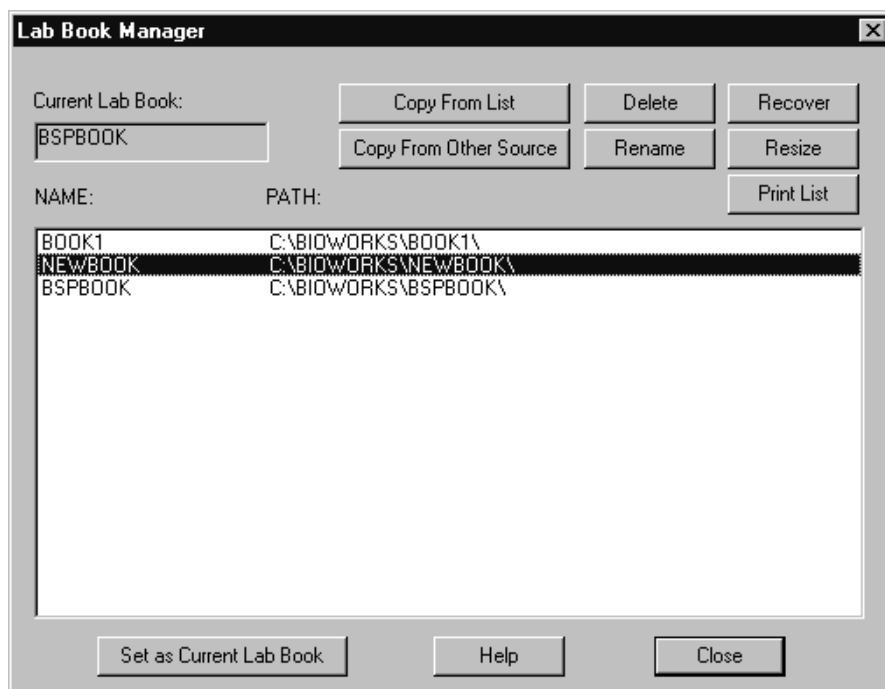 Lab Book Manager
Current Lab Book:
BSPBOOK
Copy From List
Delete
Recover
Copy From Other Source
Rename
Resize
Print List
NAME: PATH:
BOOK1 C:\BIOWORKS\BOOK1\
NEWBOOK C:\BIOWORKS\NEWBOOK\
BSPBOOK C:\BIOWORKS\BSPBOOK\
Set as Current Lab Book
Help
Close